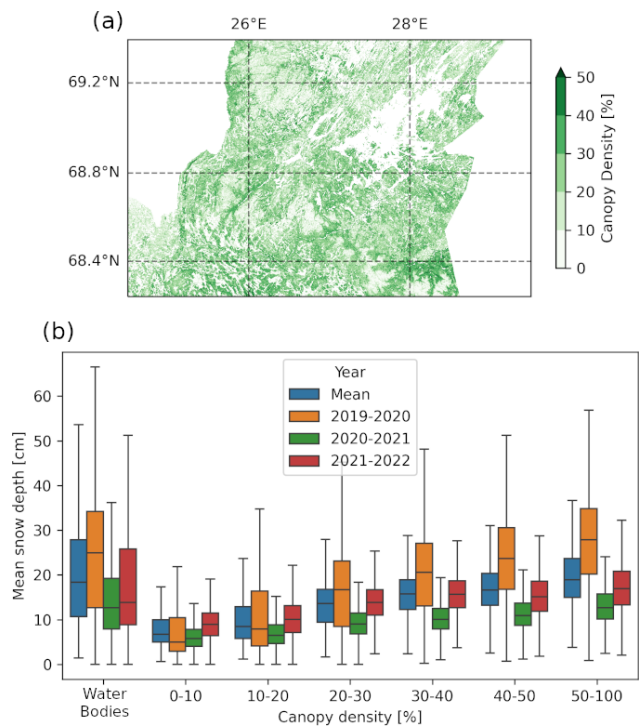 (a)
26°E 28°E
69.2°N
68.8°N
68.4°N
50
40
30
20
10
0
Canopy Density [%]
(b)
Year
Mean
2019-2020
2020-2021
2021-2022
60
50
40
30
20
10
0
Mean snow depth [cm]
Water Bodies 0-10 10-20 20-30 30-40 40-50 50-100
Canopy density [%]